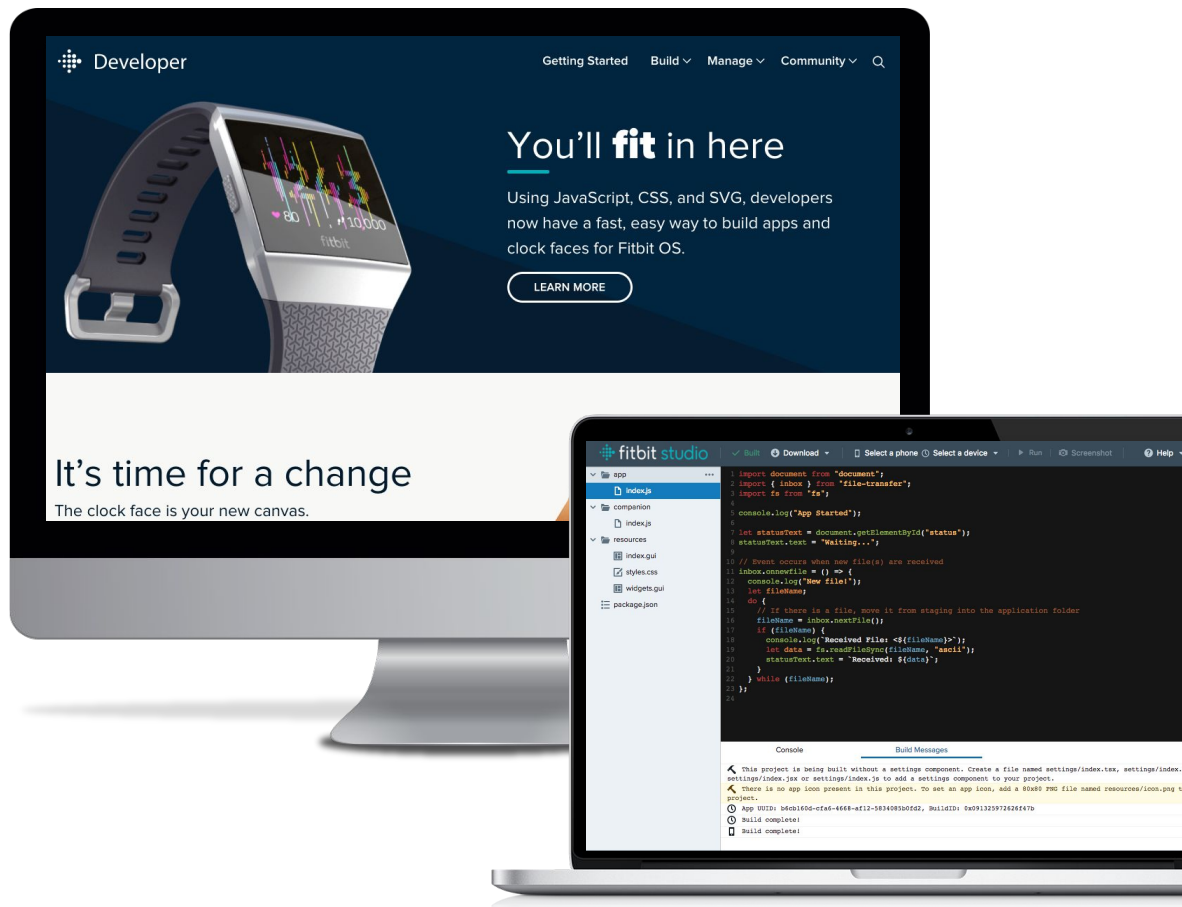 Developer
Getting Started Build Manage Community
80 10,000
fitbit
You'll fit in here
Using JavaScript, CSS, and SVG, developers
now have a fast, easy way to build apps and
clock faces for Fitbit OS.
LEARN MORE
It's time for a change
The clock face is your new canvas.
fitbit studio Built Download Select a phone Select a device Run Screenshot Help
app ...
index.js
companion
index.js
resources
index.gui
styles.css
widgets.gui
package.json
1 import document from "document";
2 import { inbox } from "file-transfer";
3 import fs from "fs";
4
5 console.log("App Started");
6
7 let statusText = document.getElementById("status");
8 statusText.text = "Waiting...";
9
10 // Event occurs when new file(s) are received
11 inbox.onnewfile = () => {
12 console.log("New file!");
13 let fileName;
14 do {
15 // If there is a file, move it from staging into the application folder
16 fileName = inbox.nextFile();
17 if (fileName) {
18 console.log(`Received File: <${fileName}>`);
19 let data = fs.readFileSync(fileName, "ascii");
20 statusText.text = `Received: ${data}`;
21 }
22 } while (fileName);
23 };
24
Console Build Messages
This project is being built without a settings component. Create a file named settings/index.tsx, settings/index.
settings/index.jsx or settings/index.js to add a settings component to your project.
There is no app icon present in this project. To set an app icon, add a 80x80 PNG file named resources/icon.png t
project.
App UUID: b6cb160d-cfa6-4668-af12-5834085b0fd2, BuildID: 0x091325972626f47b
Build complete!
Build complete!